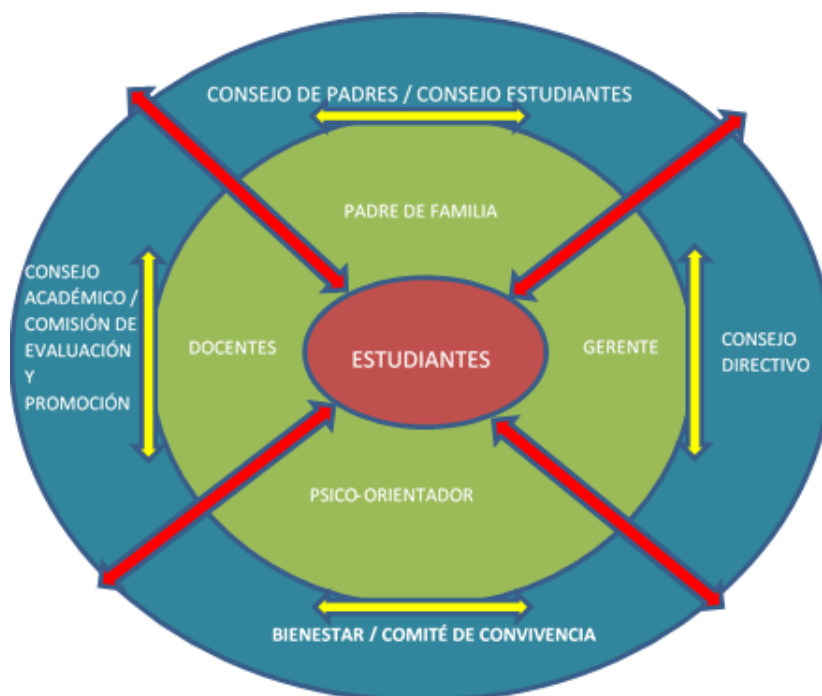 CONSEJO DE PADRES / CONSEJO ESTUDIANTES
PADRE DE FAMILIA
CONSEJO
ACADÉMICO /
COMISIÓN DE
EVALUACIÓN
Y
PROMOCIÓN
DOCENTES
ESTUDIANTES
GERENTE
CONSEJO
DIRECTIVO
PSICO-ORIENTADOR
BIENESTAR / COMITÉ DE CONVIVENCIA